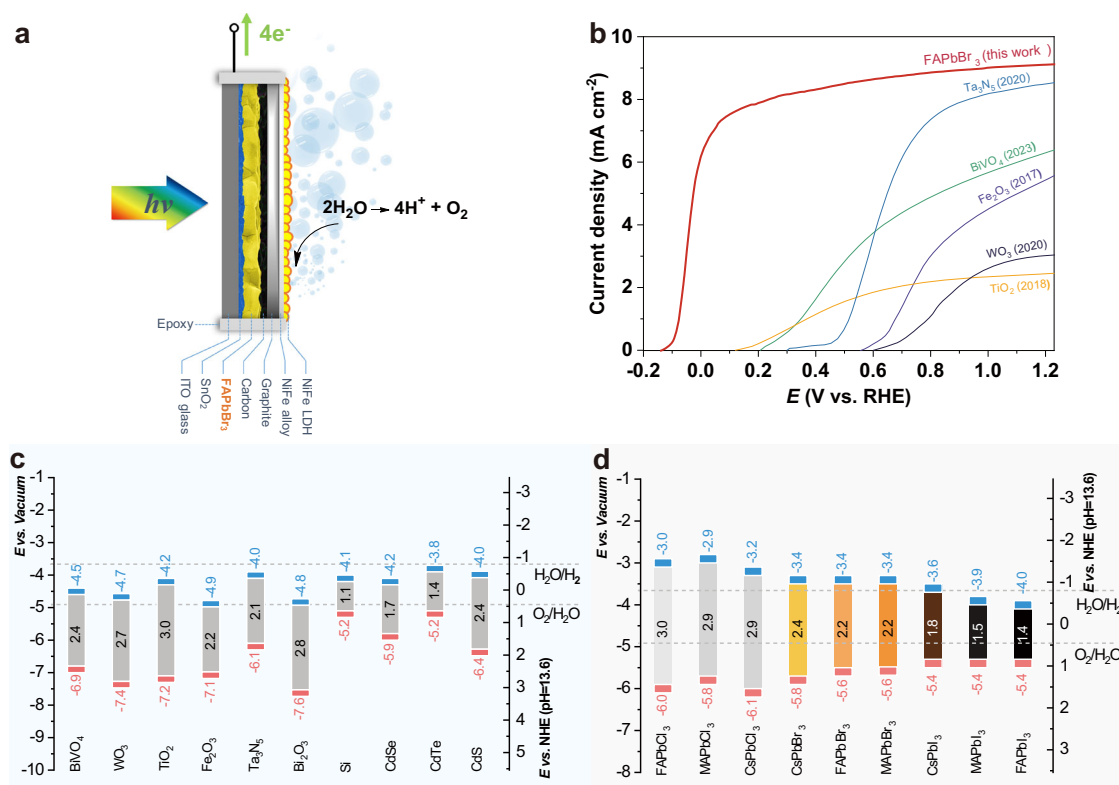 a
4e-
hν
2H2O → 4H+ + O2
Epoxy
ITO glass
SnO2
FAPbBr3
Carbon
Graphite
NiFe alloy
NiFe LDH
b
Current density (mA cm-2)
10
8
6
4
2
0
-0.2
0.0
0.2
0.4
0.6
0.8
1.0
1.2
E (V vs. RHE)
FAPbBr3 (this work)
Ta3N5 (2020)
BiVO4 (2023)
Fe2O3 (2017)
WO3 (2020)
TiO2 (2018)
c
E vs. Vacuum
-1
-2
-3
-4
-5
-6
-7
-8
-9
-10
-4.5
2.4
-6.9
BiVO4
-4.7
2.7
-7.4
WO3
-4.2
3.0
-7.2
TiO2
-4.9
2.2
-7.1
Fe2O3
-4.0
2.1
-6.1
Ta3N5
-4.8
2.8
-7.6
Bi2O3
-4.1
1.1
-5.2
Si
-4.2
1.7
-5.9
CdSe
-3.8
1.4
-5.2
CdTe
-4.0
2.4
-6.4
CdS
H2O/H2
O2/H2O
-3
-2
-1
0
1
2
3
4
5
E vs. NHE (pH=13.6)
d
E vs. Vacuum
-1
-2
-3
-4
-5
-6
-7
-8
-3.0
3.0
-6.0
FAPbCl3
-2.9
2.9
-5.8
MAPbCl3
-3.2
2.9
-6.1
CsPbCl3
-3.4
2.4
-5.8
CsPbBr3
-3.4
2.2
-5.6
FAPbBr3
-3.4
2.2
-5.6
MAPbBr3
-3.6
1.8
-5.4
CsPbI3
-3.9
1.5
-5.4
MAPbI3
-4.0
1.4
-5.4
FAPbI3
H2O/H2
O2/H2O
-3
-2
-1
0
1
2
3
E vs. NHE (pH=13.6)